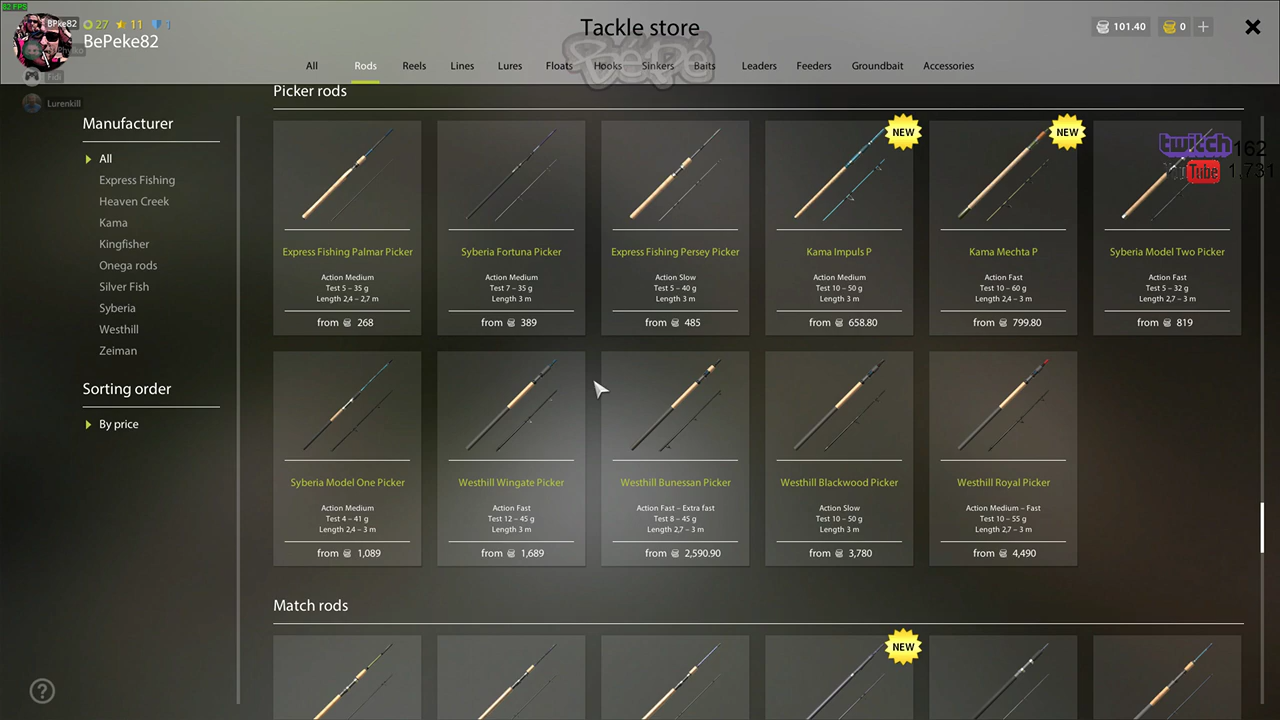 82 FPS
BPke82 27 11 1
BePeke82
Fidi
Lurenkill
Tackle store
BéPé
101.40 0 +
All Rods Reels Lines Lures Floats Hooks Sinkers Baits Leaders Feeders Groundbait Accessories
twitch 162
YouTube 1,731
Manufacturer
All
Express Fishing
Heaven Creek
Kama
Kingfisher
Onega rods
Silver Fish
Syberia
Westhill
Zeiman
Sorting order
By price
Picker rods
Express Fishing Palmar Picker
Action Medium
Test 5 – 35 g
Length 2,4 – 2,7 m
from 268
Syberia Fortuna Picker
Action Medium
Test 7 – 35 g
Length 3 m
from 389
Express Fishing Persey Picker
Action Slow
Test 5 – 40 g
Length 3 m
from 485
NEW
Kama Impuls P
Action Medium
Test 10 – 50 g
Length 3 m
from 658.80
NEW
Kama Mechta P
Action Fast
Test 10 – 60 g
Length 3 m
from 799.80
Syberia Model Two Picker
Action Fast
Test 5 – 32 g
Length 2,7 – 3 m
from 819
Syberia Model One Picker
Action Medium
Test 4 – 41 g
Length 2,4 – 3 m
from 1,089
Westhill Wingate Picker
Action Fast
Test 12 – 45 g
Length 3 m
from 1,689
Westhill Bunessan Picker
Action Fast – Extra fast
Test 8 – 45 g
Length 2,7 – 3 m
from 2,590.90
Westhill Blackwood Picker
Action Slow
Test 10 – 50 g
Length 3 m
from 3,780
Westhill Royal Picker
Action Medium – Fast
Test 10 – 55 g
Length 2,7 – 3 m
from 4,490
Match rods
NEW
?